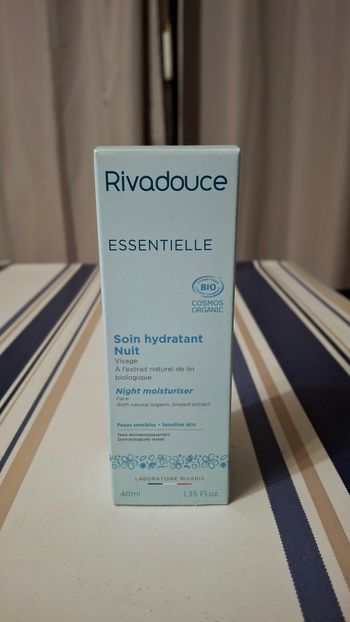 Rivadouce
ESSENTIELLE
BIO
COSMOS
ORGANIC
Soin hydratant
Nuit
Visage
À l'extrait naturel de lin
biologique
Night moisturiser
Face
With natural organic linseed extract
Peaux sensibles • Sensitive skin
Testé dermatologiquement
Dermatologically tested
LABORATOIRE RIVADIS
40ml 1.35 Fl.oz.